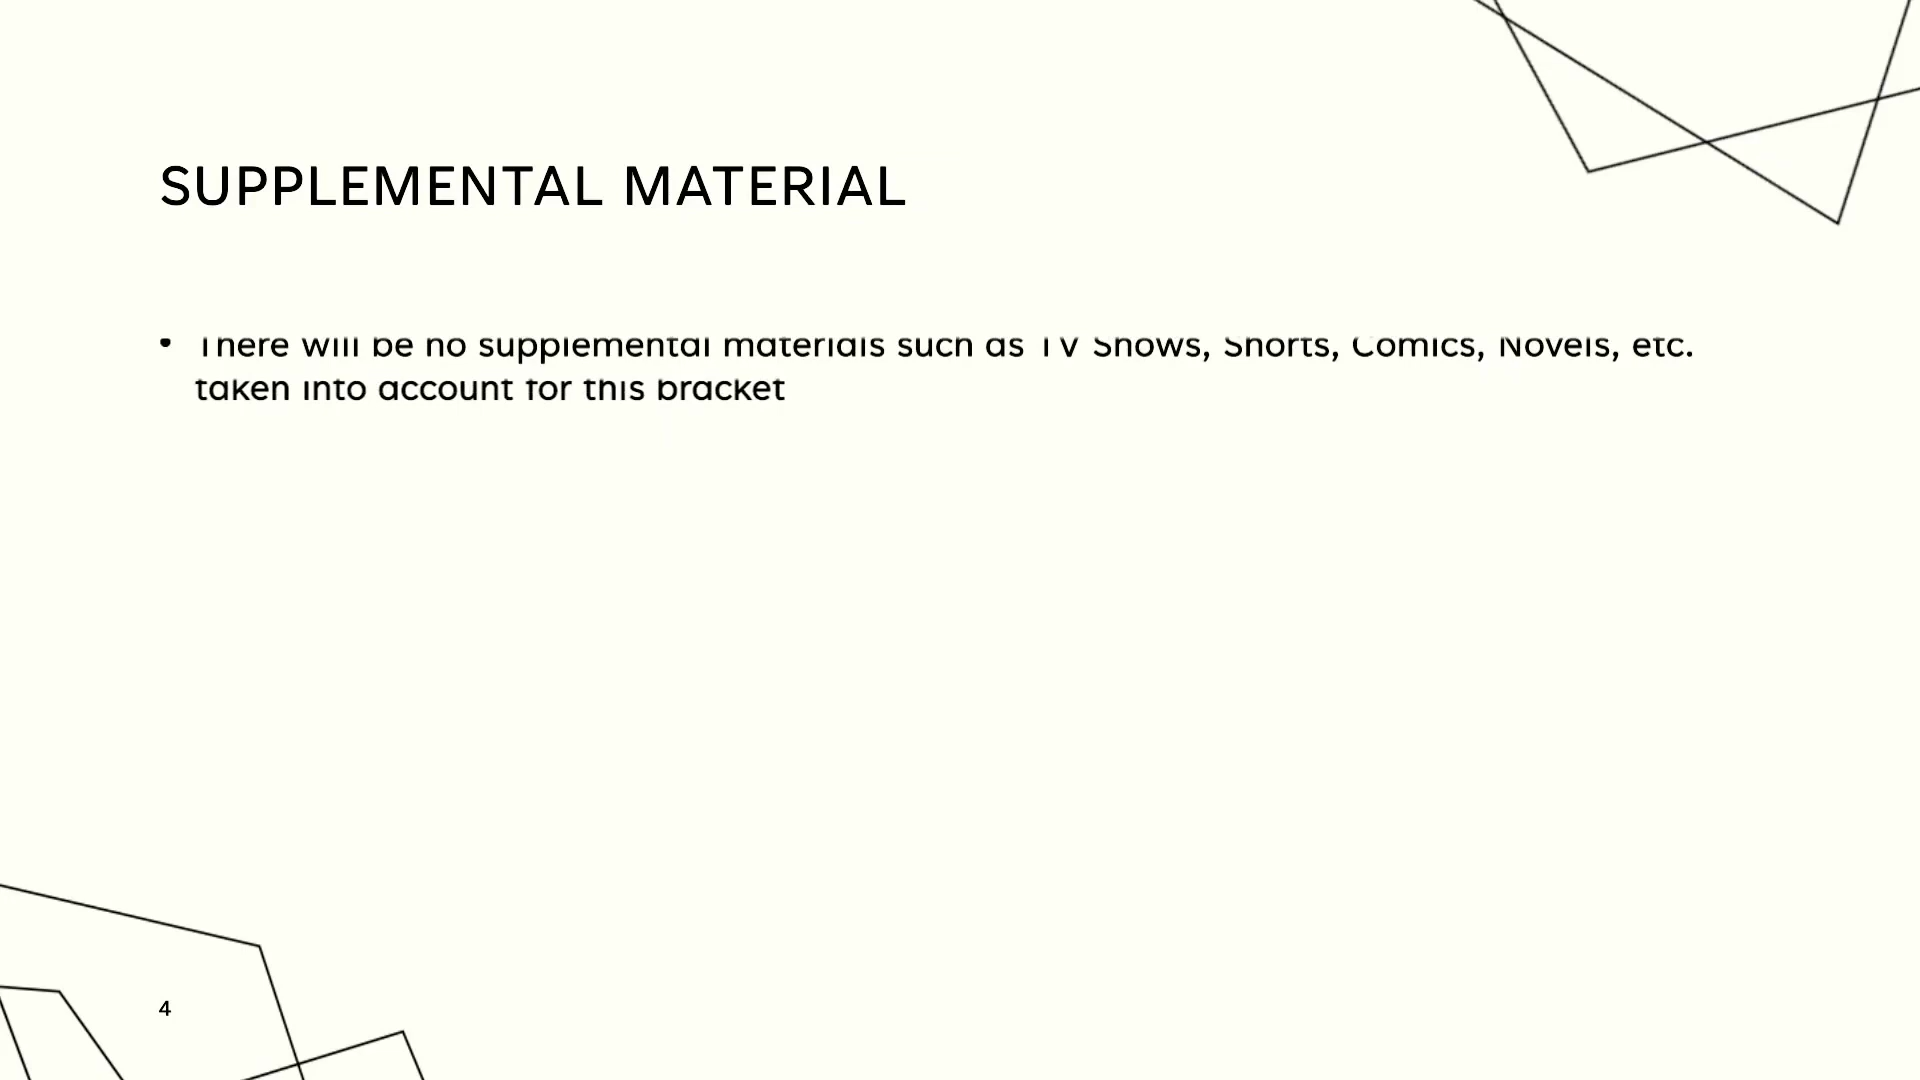 SUPPLEMENTAL MATERIAL
• There will be no supplemental materials such as TV Shows, Shorts, Comics, Novels, etc.
taken into account for this bracket
4